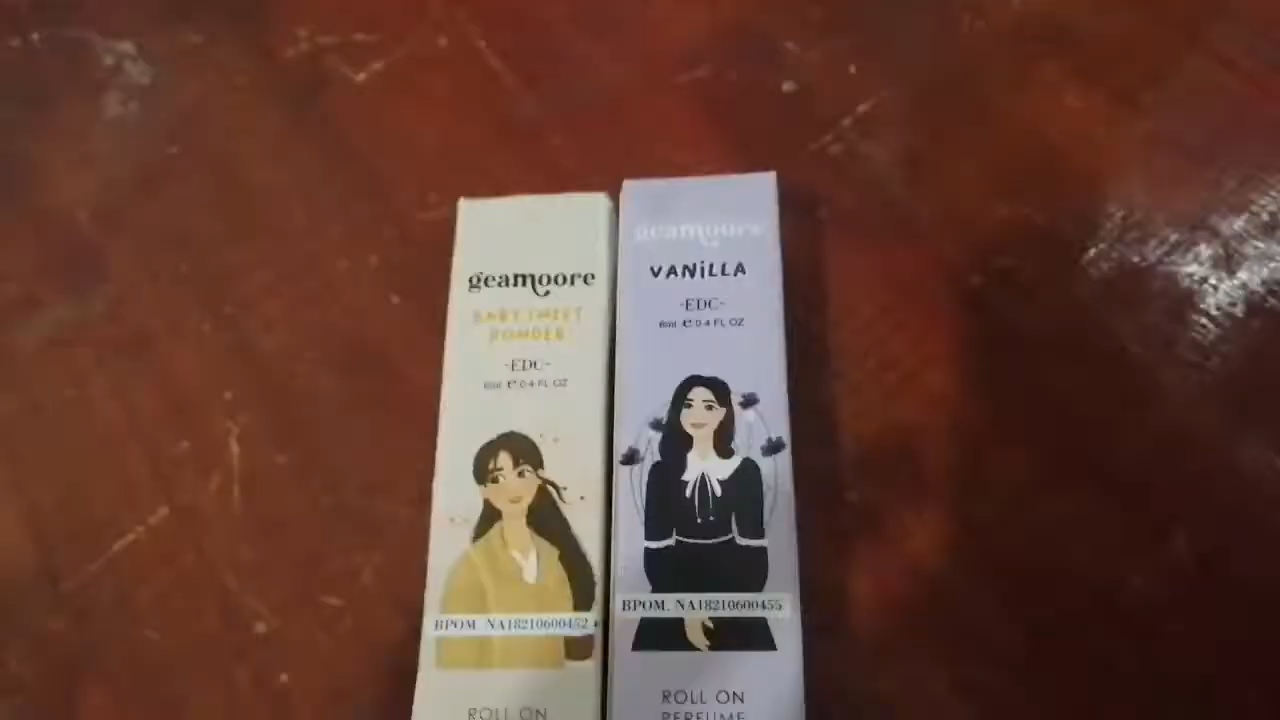 geamoore
BABY SWEET
POWDER
-EDC-
8ml e 0.4 FL OZ
BPOM. NA18210600452
ROLL ON
geamoore
VANiLLA
-EDC-
8ml e 0.4 FL OZ
BPOM. NA18210600455
ROLL ON
PERFUME